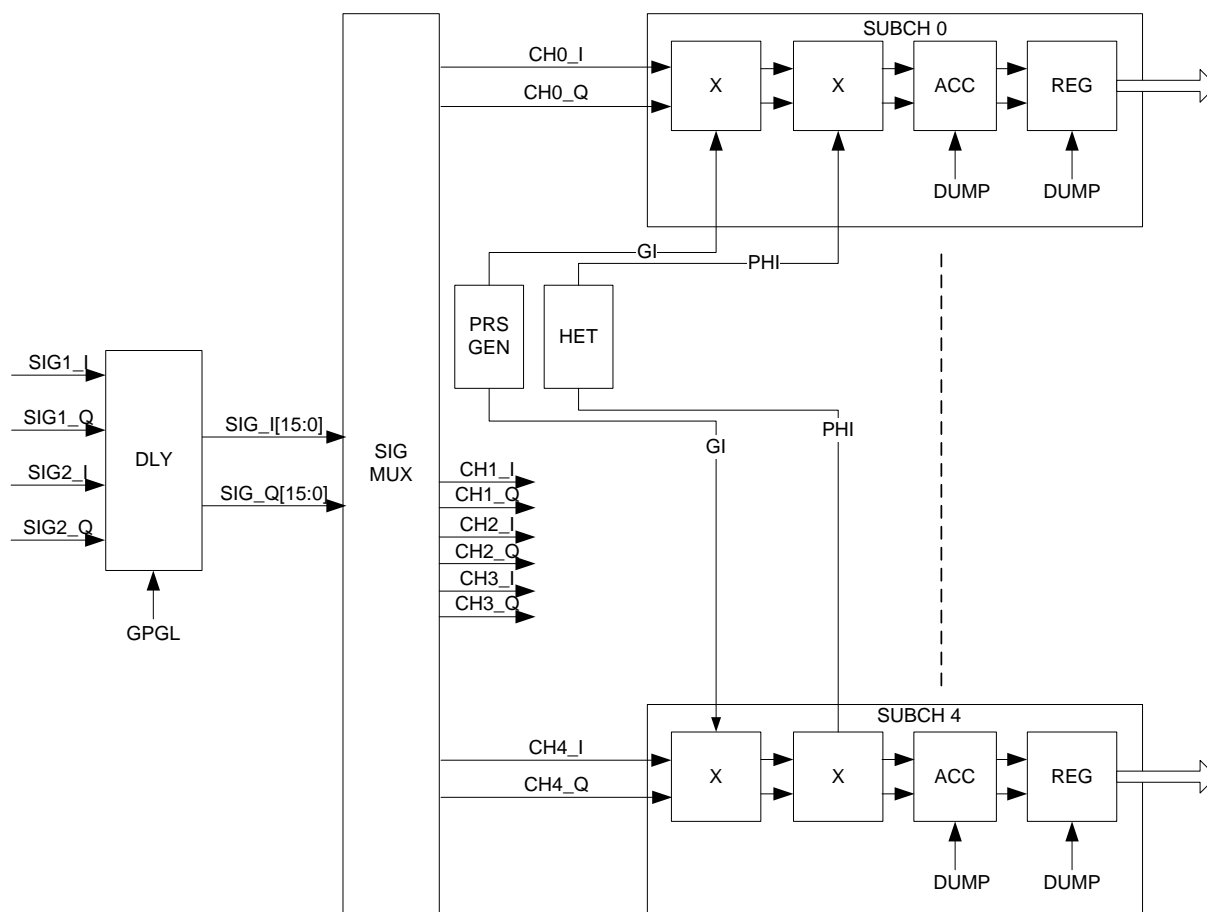 SUBCH 0
CH0_I
CH0_Q
X
X
ACC
REG
DUMP
DUMP
GI
PHI
PRS
GEN
HET
SIG1_I
SIG1_Q
SIG2_I
SIG2_Q
DLY
GPGL
SIG_I[15:0]
SIG_Q[15:0]
SIG
MUX
GI
PHI
CH1_I
CH1_Q
CH2_I
CH2_Q
CH3_I
CH3_Q
SUBCH 4
CH4_I
CH4_Q
X
X
ACC
REG
DUMP
DUMP